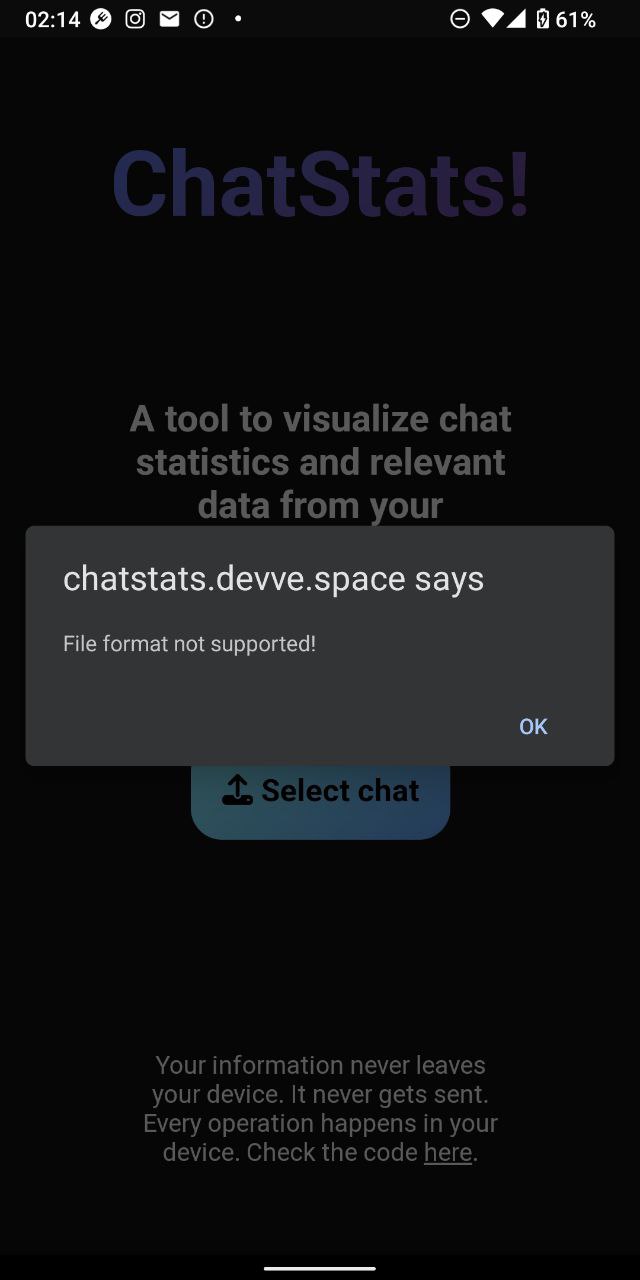 02:14
61%
ChatStats!
A tool to visualize chat
statistics and relevant
data from your
chatstats.devve.space says
File format not supported!
OK
Select chat
Your information never leaves
your device. It never gets sent.
Every operation happens in your
device. Check the code here.